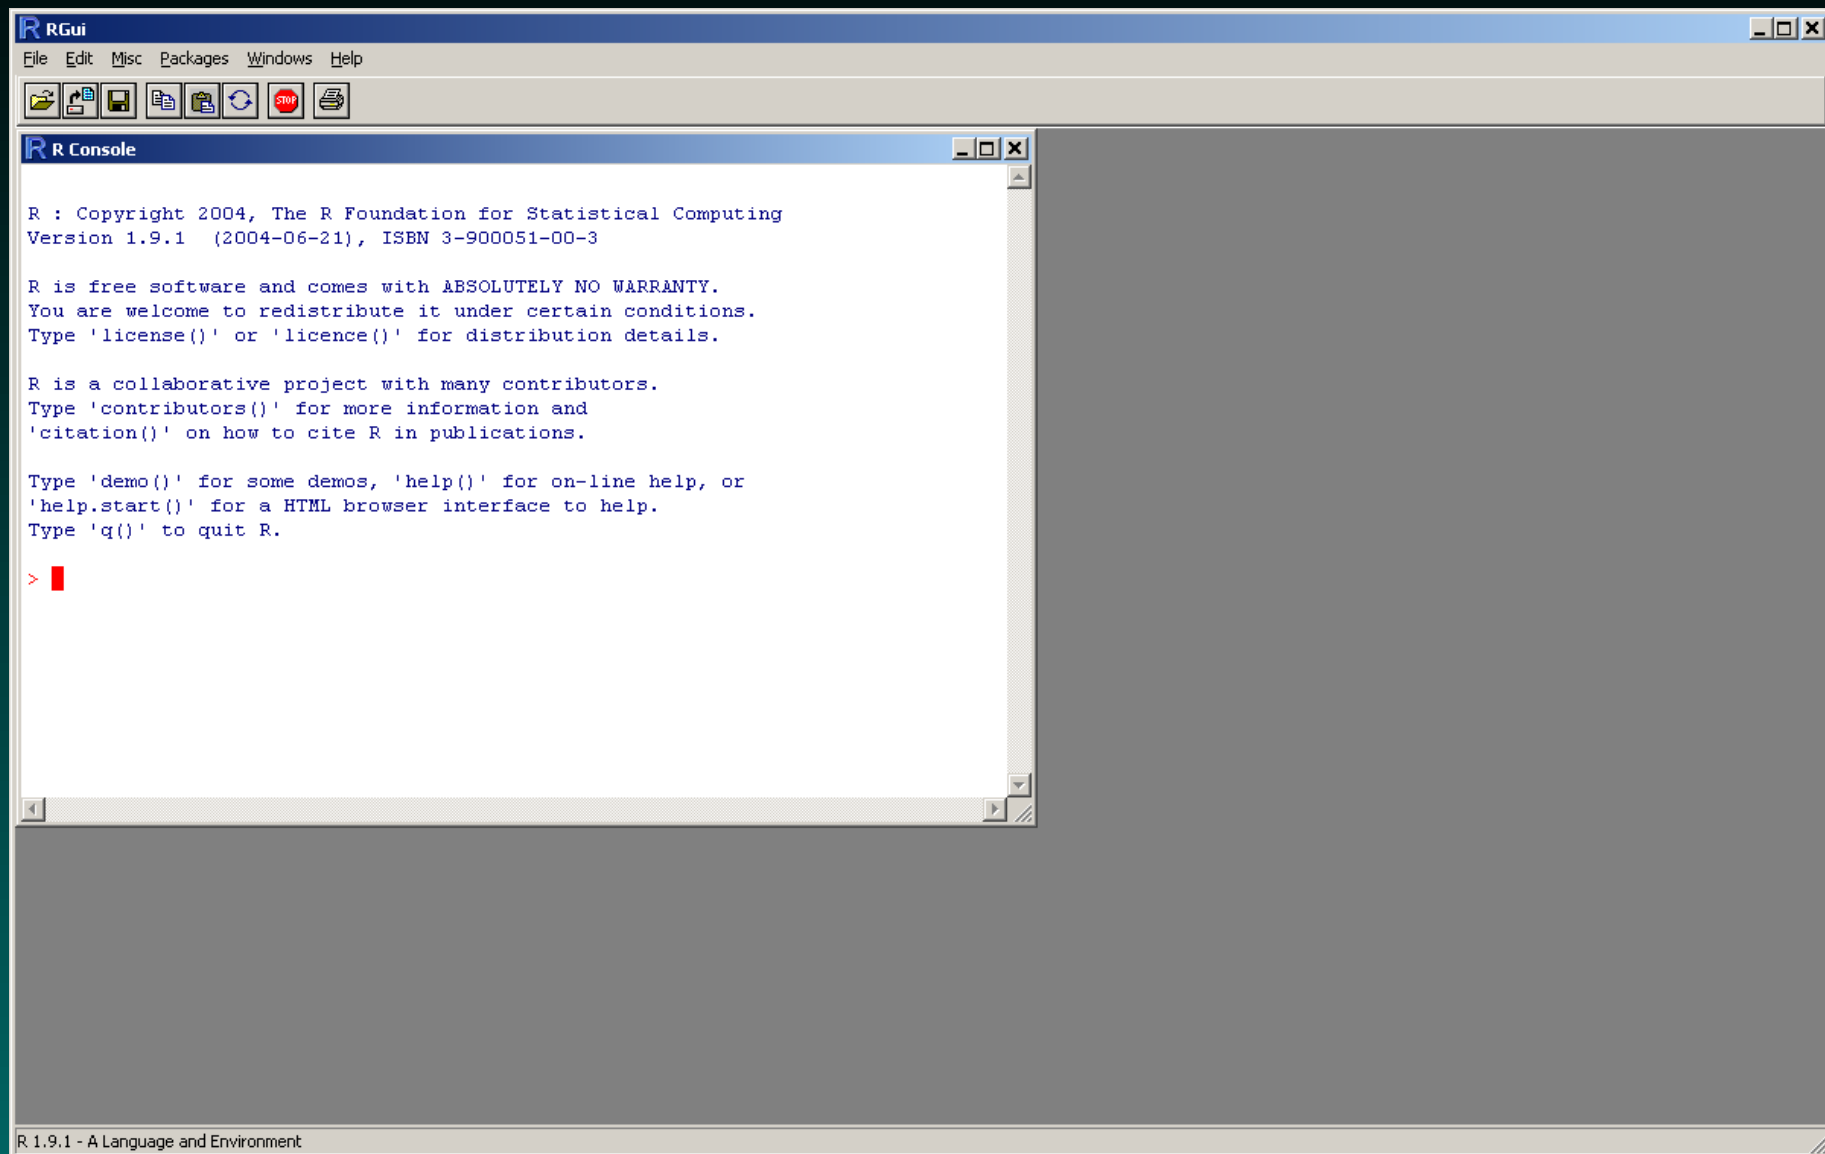 RGui
File Edit Misc Packages Windows Help
STOP
R Console
R : Copyright 2004, The R Foundation for Statistical Computing
Version 1.9.1  (2004-06-21), ISBN 3-900051-00-3
R is free software and comes with ABSOLUTELY NO WARRANTY.
You are welcome to redistribute it under certain conditions.
Type 'license()' or 'licence()' for distribution details.
R is a collaborative project with many contributors.
Type 'contributors()' for more information and
'citation()' on how to cite R in publications.
Type 'demo()' for some demos, 'help()' for on-line help, or
'help.start()' for a HTML browser interface to help.
Type 'q()' to quit R.
>
R 1.9.1 - A Language and Environment